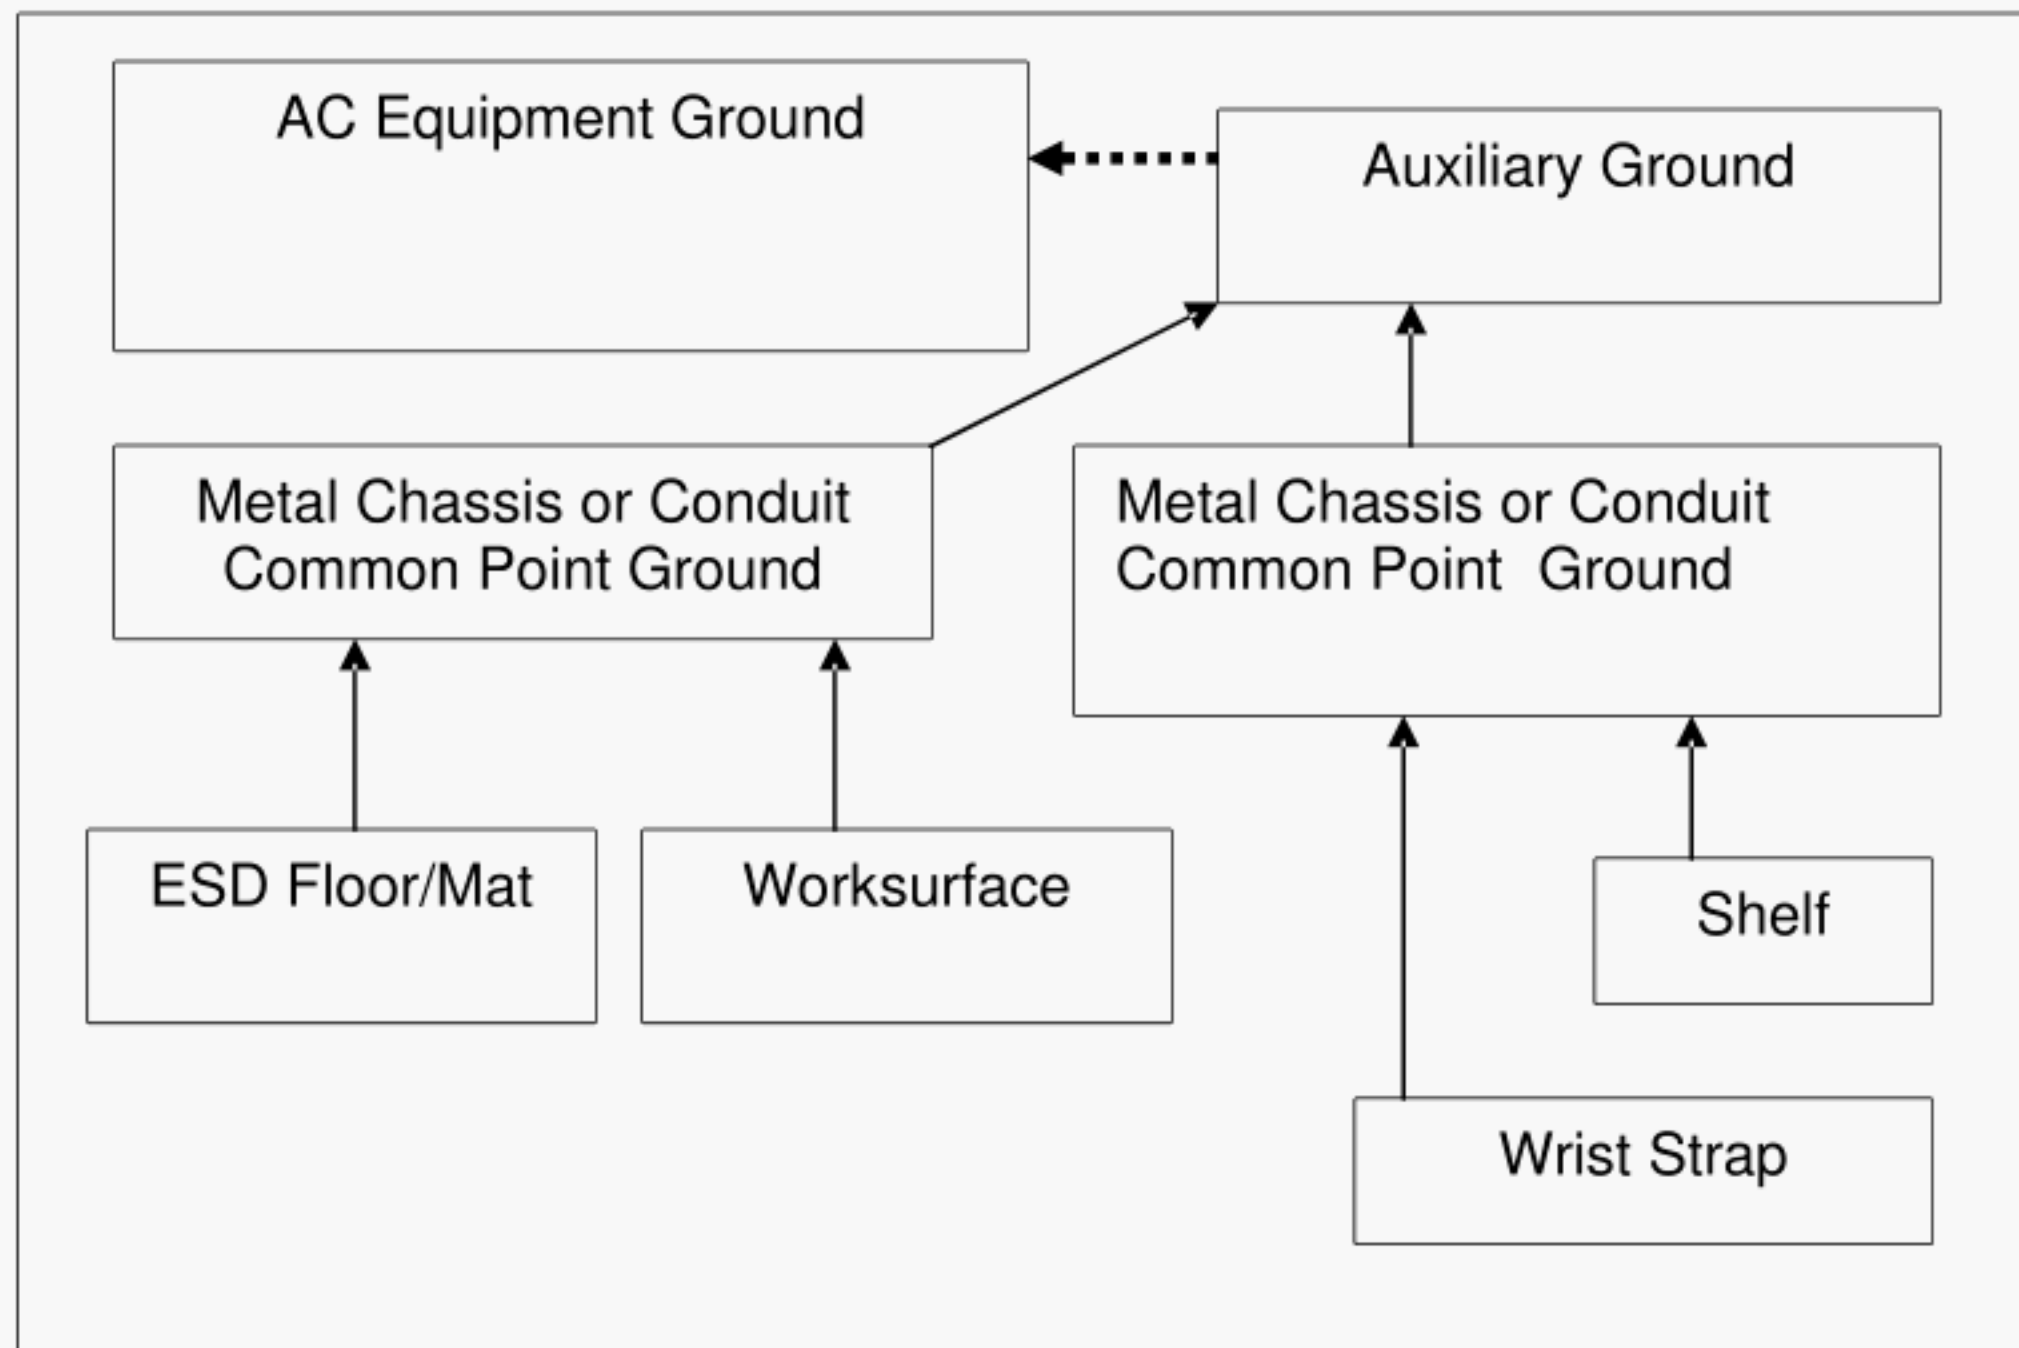 AC Equipment Ground
Auxiliary Ground
Metal Chassis or Conduit
Common Point Ground
Metal Chassis or Conduit
Common Point  Ground
ESD Floor/Mat
Worksurface
Shelf
Wrist Strap